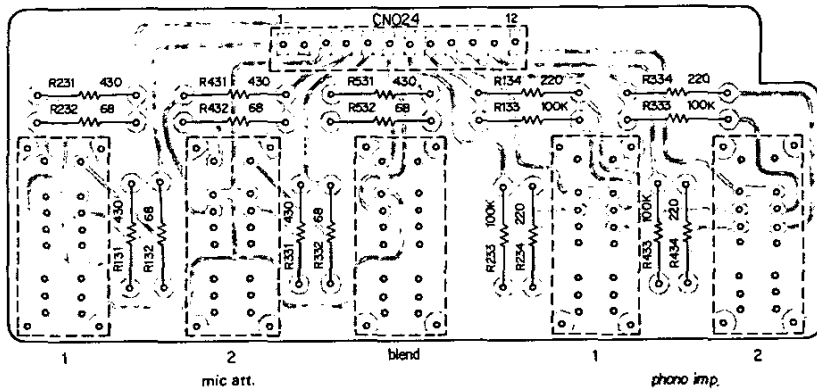 1 CNO24 12
R231 430 R431 430 R531 430 R134 220 R334 220
R232 68 R432 68 R532 68 R133 100K R333 100K
R131 430
R132 68
R331 430
R332 68
R233 100K
R234 220
R433 100K
R434 220
1 2 blend 1 2
mic att. phono imp.